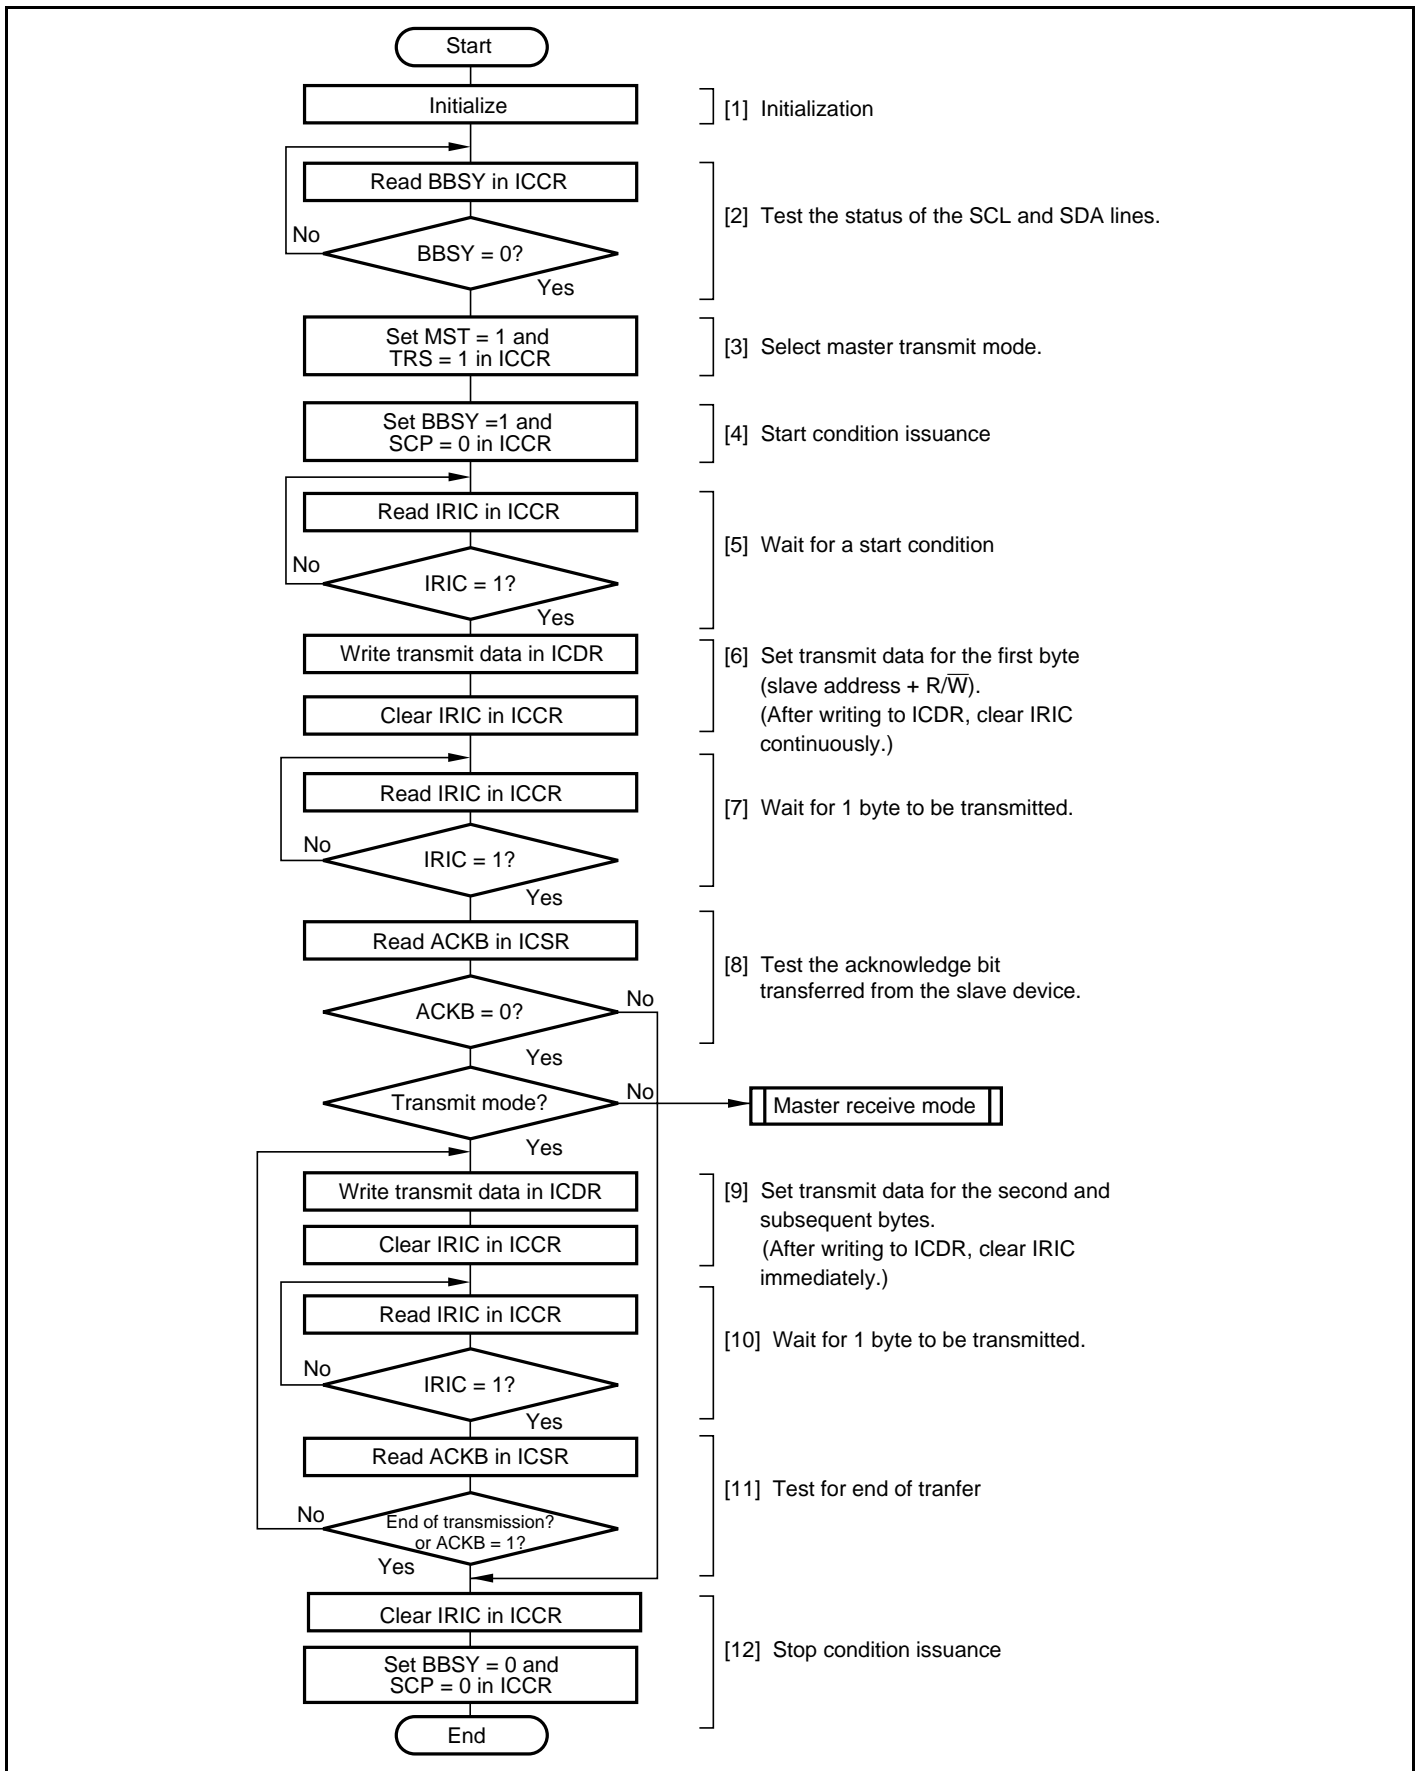 Start
Initialize
[1] Initialization
Read BBSY in ICCR
[2] Test the status of the SCL and SDA lines.
No
BBSY = 0?
Yes
Set MST = 1 and
TRS = 1 in ICCR
[3] Select master transmit mode.
Set BBSY =1 and
SCP = 0 in ICCR
[4] Start condition issuance
Read IRIC in ICCR
[5] Wait for a start condition
No
IRIC = 1?
Yes
Write transmit data in ICDR
[6] Set transmit data for the first byte
(slave address + R/W̅).
(After writing to ICDR, clear IRIC
continuously.)
Clear IRIC in ICCR
Read IRIC in ICCR
[7] Wait for 1 byte to be transmitted.
No
IRIC = 1?
Yes
Read ACKB in ICSR
[8] Test the acknowledge bit
transferred from the slave device.
No
ACKB = 0?
Yes
Transmit mode?
No
Master receive mode
Yes
Write transmit data in ICDR
[9] Set transmit data for the second and
subsequent bytes.
(After writing to ICDR, clear IRIC
immediately.)
Clear IRIC in ICCR
Read IRIC in ICCR
[10] Wait for 1 byte to be transmitted.
No
IRIC = 1?
Yes
Read ACKB in ICSR
[11] Test for end of tranfer
No
End of transmission?
or ACKB = 1?
Yes
Clear IRIC in ICCR
[12] Stop condition issuance
Set BBSY = 0 and
SCP = 0 in ICCR
End